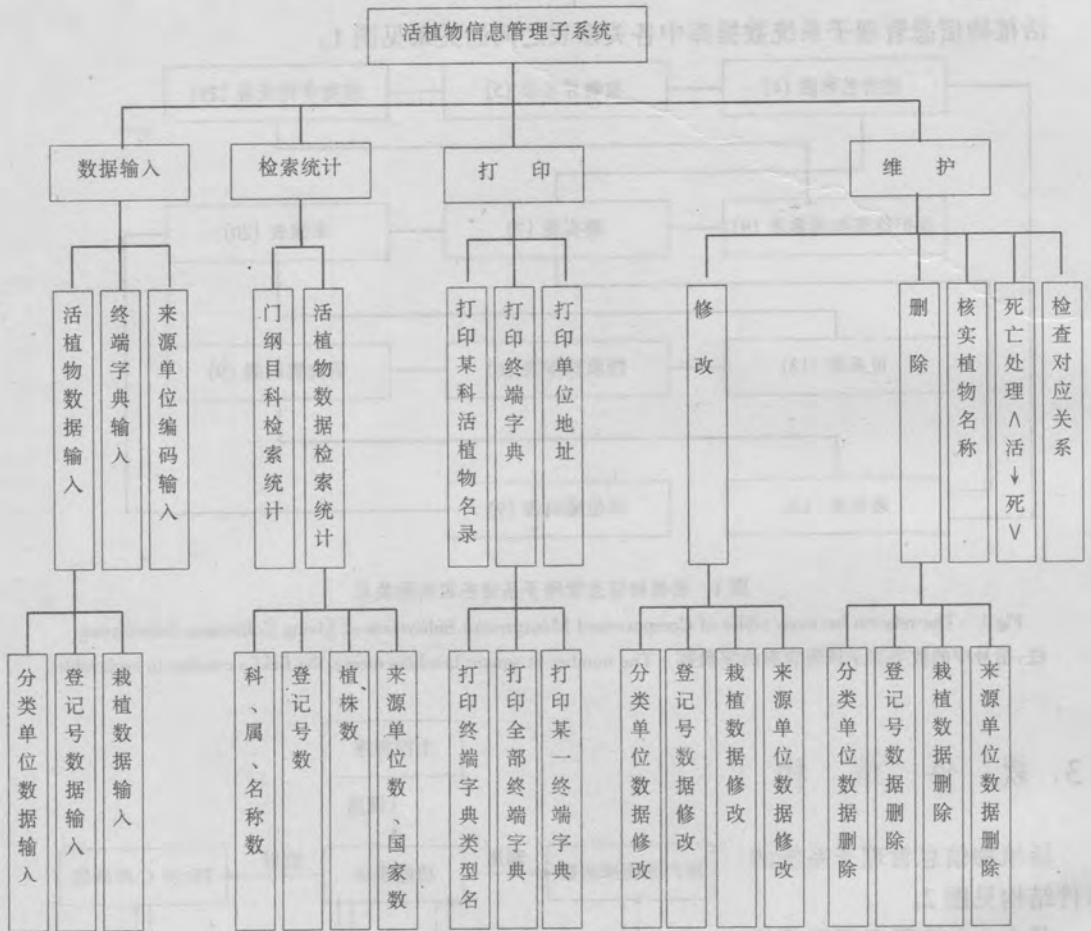 活植物信息管理子系统
数据输入
检索统计
打 印
维 护
活植物数据输入
终端字典输入
来源单位编码输入
门纲目科检索统计
活植物数据检索统计
打印某科活植物名录
打印终端字典
打印单位地址
修改
删除
核实植物名称
死亡处理∧活→死∨
检查对应关系
分类单位数据输入
登记号数据输入
栽植数据输入
科、属、名称数
登记号数
植株数
来源单位数、国家数
打印终端字典类型名
打印全部终端字典
打印某一终端字典
分类单位数据修改
登记号数据修改
栽植数据修改
来源单位数据修改
分类单位数据删除
登记号数据删除
栽植数据删除
来源单位数据删除